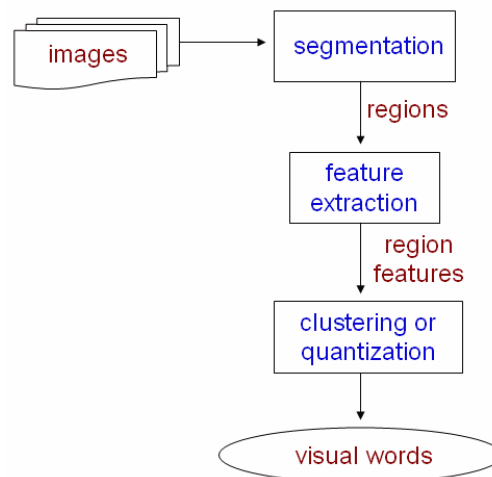 images
segmentation
regions
feature
extraction
region
features
clustering or
quantization
visual words